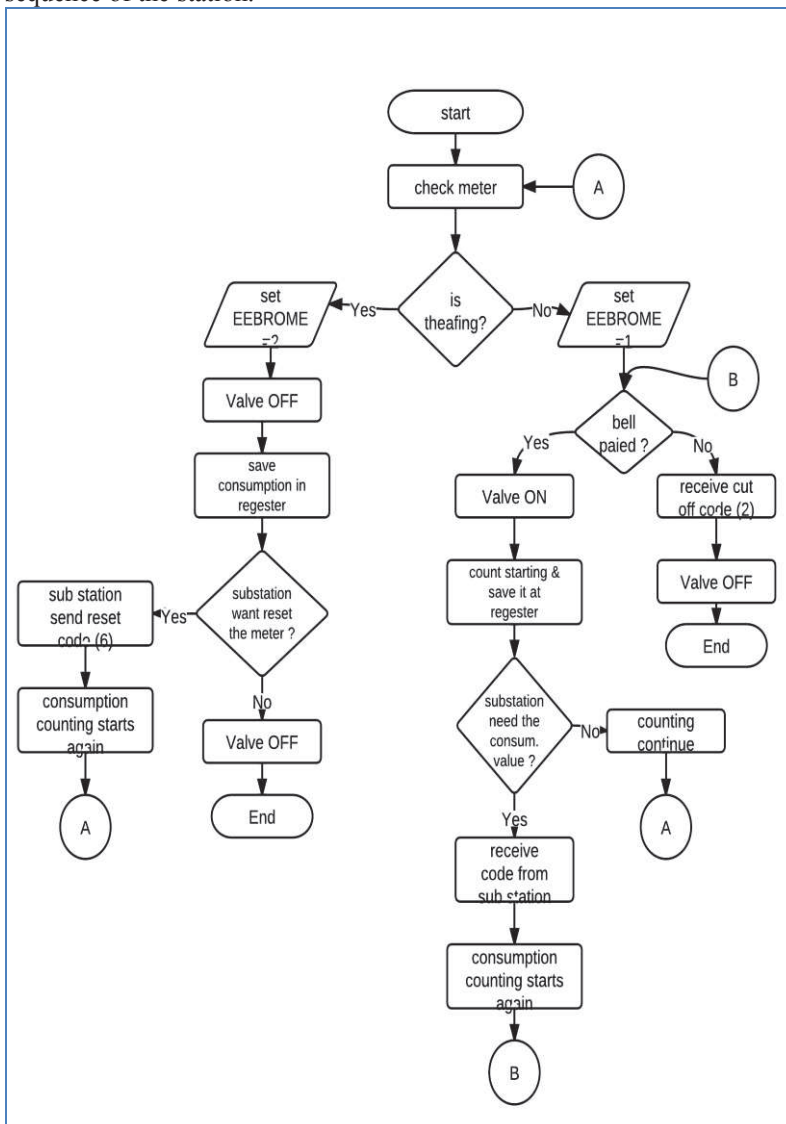 sequence of the station.
start
check meter
A
is
theafing?
Yes
No
set
EEBROME
=2
set
EEBROME
=1
B
Valve OFF
bell
paied ?
Yes
No
save
consumption in
regester
Valve ON
receive cut
off code (2)
count starting &
save it at
regester
Valve OFF
End
substation
want reset
the meter ?
Yes
sub station
send reset
code (6)
No
consumption
counting starts
again
Valve OFF
A
End
substation
need the
consum.
value ?
No
counting
continue
A
Yes
receive
code from
sub station
consumption
counting starts
again
B